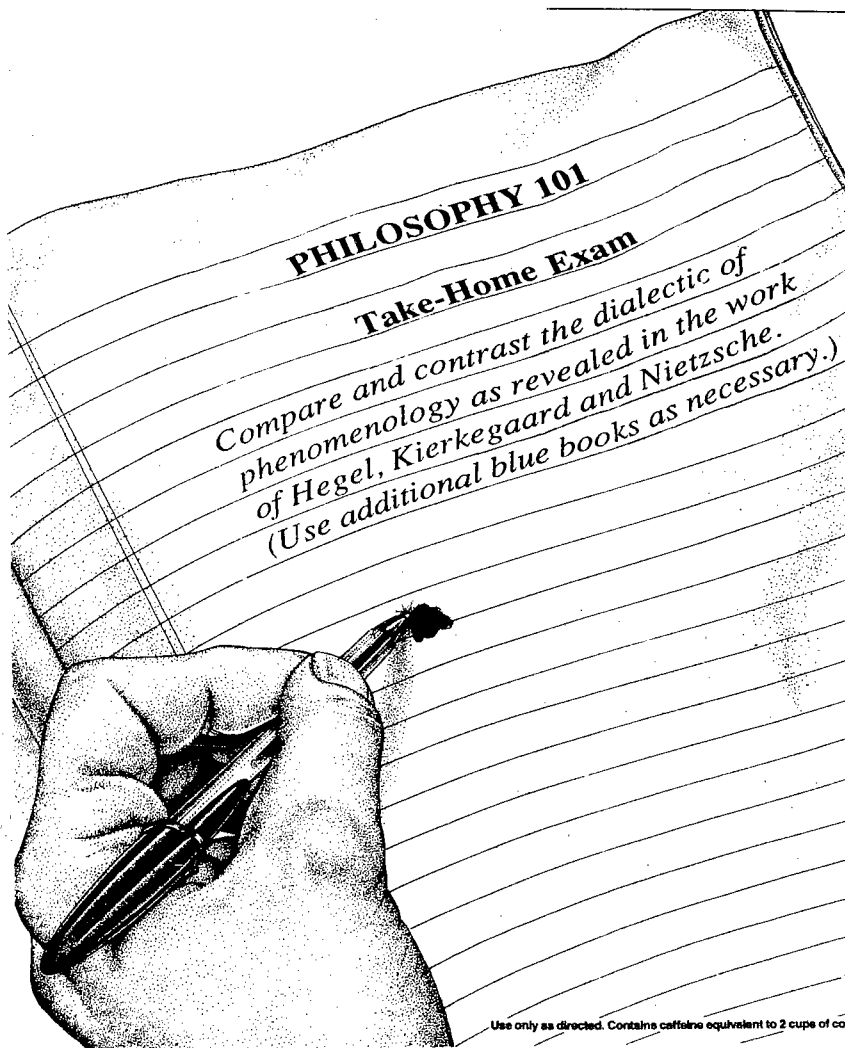 PHILOSOPHY 101
Take-Home Exam
Compare and contrast the dialectic of
phenomenology as revealed in the work
of Hegel, Kierkegaard and Nietzsche.
(Use additional blue books as necessary.)
Use only as directed. Contains caffeine equivalent to 2 cups of co